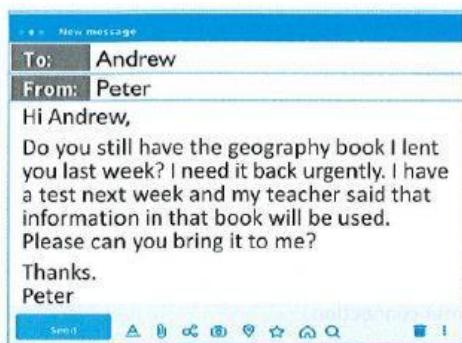 New message
To: Andrew
From: Peter
Hi Andrew,
Do you still have the geography book I lent
you last week? I need it back urgently. I have
a test next week and my teacher said that
information in that book will be used.
Please can you bring it to me?
Thanks.
Peter
Send